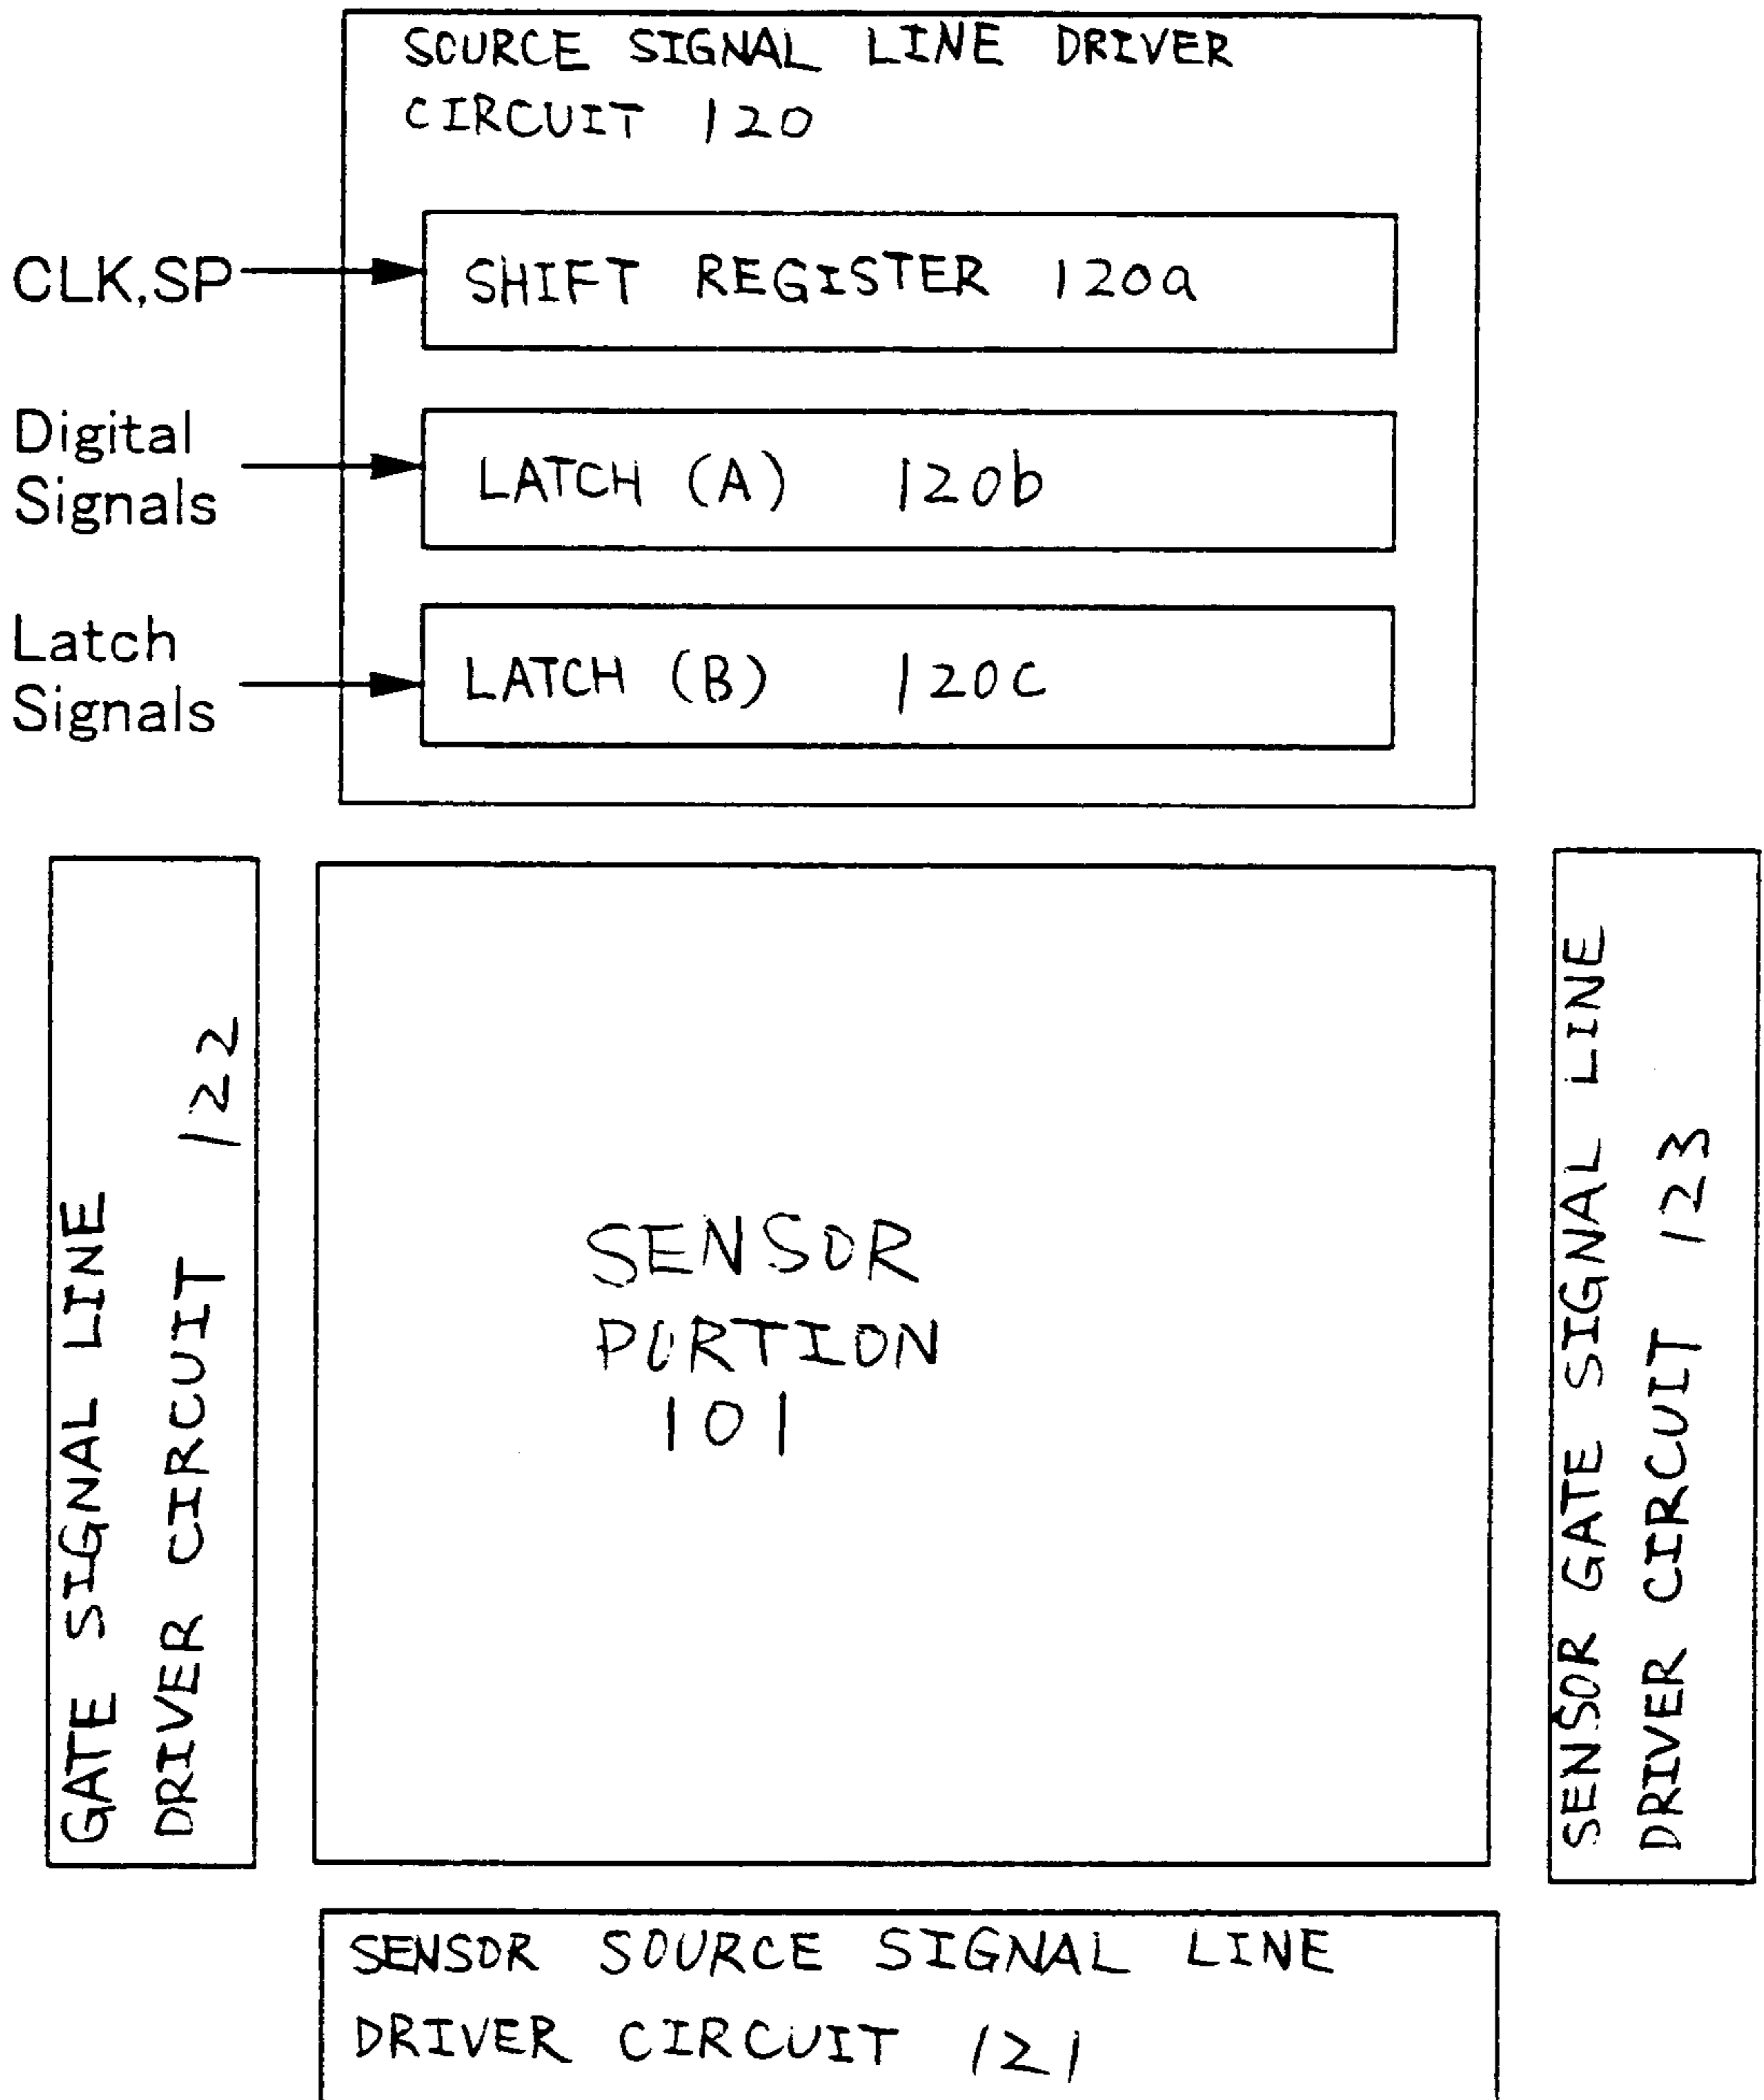 SOURCE SIGNAL LINE DRIVER
CIRCUIT 120
CLK,SP
SHIFT REGISTER 120a
Digital
Signals
LATCH (A) 120b
Latch
Signals
LATCH (B) 120c
GATE SIGNAL LINE
DRIVER CIRCUIT 122
SENSOR
PORTION
101
SENSOR GATE SIGNAL LINE
DRIVER CIRCUIT 123
SENSOR SOURCE SIGNAL LINE
DRIVER CIRCUIT 121